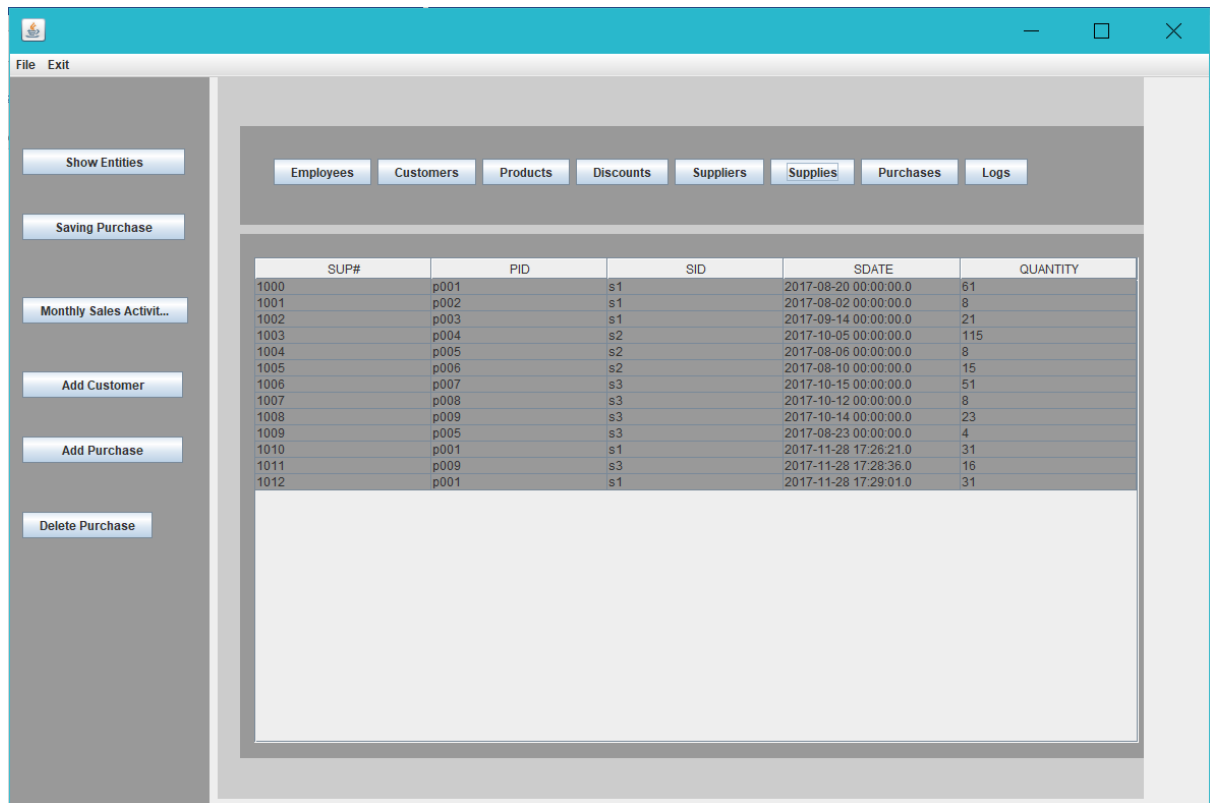 File Exit
Show Entities
Saving Purchase
Monthly Sales Activit...
Add Customer
Add Purchase
Delete Purchase
Employees Customers Products Discounts Suppliers Supplies Purchases Logs
SUP# PID SID SDATE QUANTITY
1000 p001 s1 2017-08-20 00:00:00.0 61
1001 p002 s1 2017-08-02 00:00:00.0 8
1002 p003 s1 2017-09-14 00:00:00.0 21
1003 p004 s2 2017-10-05 00:00:00.0 115
1004 p005 s2 2017-08-06 00:00:00.0 8
1005 p006 s2 2017-08-10 00:00:00.0 15
1006 p007 s3 2017-10-15 00:00:00.0 51
1007 p008 s3 2017-10-12 00:00:00.0 8
1008 p009 s3 2017-10-14 00:00:00.0 23
1009 p005 s3 2017-08-23 00:00:00.0 4
1010 p001 s1 2017-11-28 17:26:21.0 31
1011 p009 s3 2017-11-28 17:28:36.0 16
1012 p001 s1 2017-11-28 17:29:01.0 31